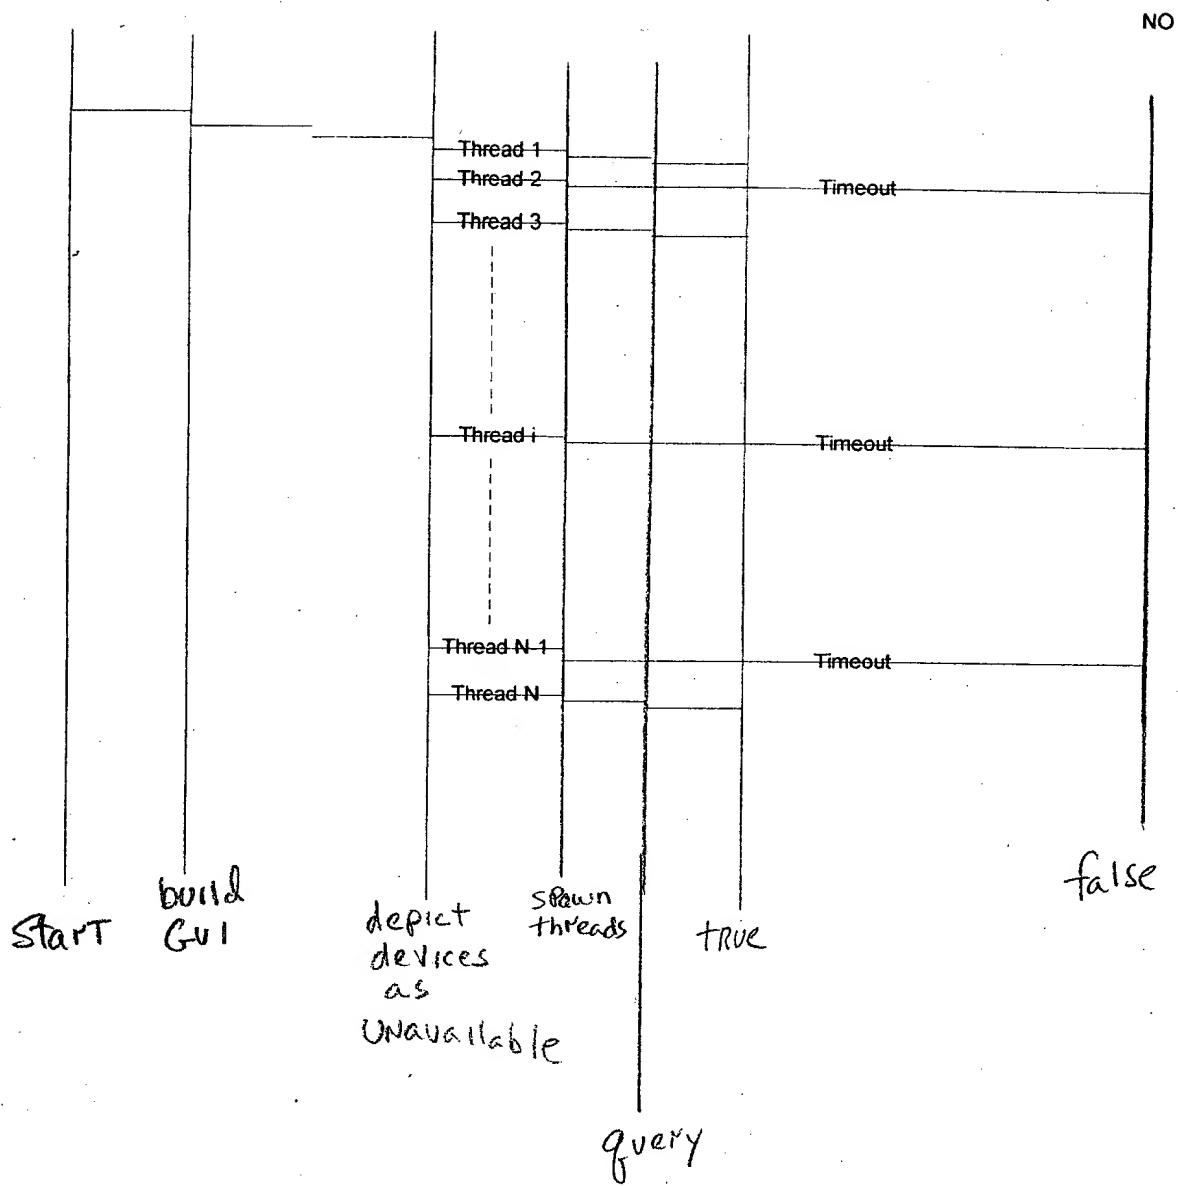 NO
Thread 1
Thread 2
Timeout
Thread 3
Thread i
Timeout
Thread N-1
Timeout
Thread N
Start
build
GUI
depict
devices
as
UNavailable
spawn
threads
true
false
query